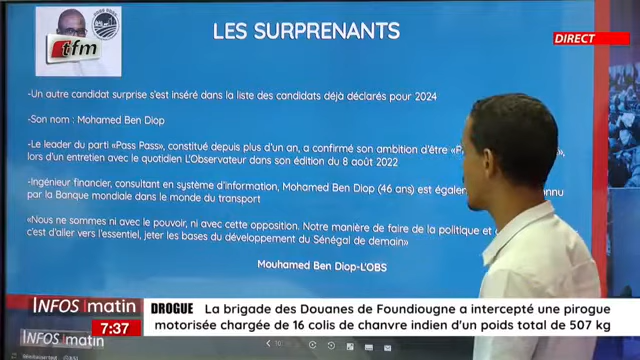 LES SURPRENANTS
tfm
DIRECT
-Un autre candidat surprise s'est inséré dans la liste des candidats déjà déclarés pour 2024
-Son nom : Mohamed Ben Diop
-Le leader du parti «Pass Pass», constitué depuis plus d'un an, a confirmé son ambition d'être «P
lors d'un entretien avec le quotidien L'Observateur dans son édition du 8 août 2022
-Ingénieur financier, consultant en système d'information, Mohamed Ben Diop (46 ans) est égalem
par la Banque mondiale dans le monde du transport
«Nous ne sommes ni avec le pouvoir, ni avec cette opposition. Notre manière de faire de la politique et
c'est d'aller vers l'essentiel, jeter les bases du développement du Sénégal de demain»
Mouhamed Ben Diop-L'OBS
INFOS matin
7:37
DROGUE La brigade des Douanes de Foundiougne a intercepté une pirogue
motorisée chargée de 16 colis de chanvre indien d'un poids total de 507 kg
INFOS matin